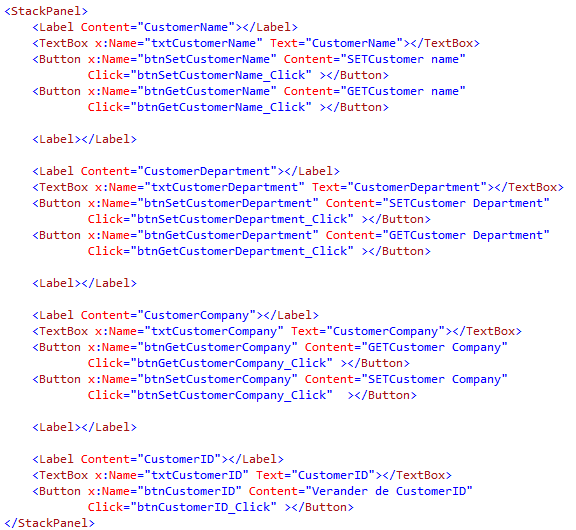 <StackPanel>
    <Label Content="CustomerName"></Label>
    <TextBox x:Name="txtCustomerName" Text="CustomerName"></TextBox>
    <Button x:Name="btnSetCustomerName" Content="SETCustomer name"
            Click="btnSetCustomerName_Click" ></Button>
    <Button x:Name="btnGetCustomerName" Content="GETCustomer name"
            Click="btnGetCustomerName_Click" ></Button>

    <Label></Label>

    <Label Content="CustomerDepartment"></Label>
    <TextBox x:Name="txtCustomerDepartment" Text="CustomerDepartment"></TextBox>
    <Button x:Name="btnSetCustomerDepartment" Content="SETCustomer Department"
            Click="btnSetCustomerDepartment_Click" ></Button>
    <Button x:Name="btnGetCustomerDepartment" Content="GETCustomer Department"
            Click="btnGetCustomerDepartment_Click" ></Button>

    <Label></Label>

    <Label Content="CustomerCompany"></Label>
    <TextBox x:Name="txtCustomerCompany" Text="CustomerCompany"></TextBox>
    <Button x:Name="btnGetCustomerCompany" Content="GETCustomer Company"
            Click="btnGetCustomerCompany_Click" ></Button>
    <Button x:Name="btnSetCustomerCompany" Content="SETCustomer Company"
            Click="btnSetCustomerCompany_Click"  ></Button>

    <Label></Label>

    <Label Content="CustomerID"></Label>
    <TextBox x:Name="txtCustomerID" Text="CustomerID"></TextBox>
    <Button x:Name="btnCustomerID" Content="Verander de CustomerID"
            Click="btnCustomerID_Click" ></Button>
</StackPanel>